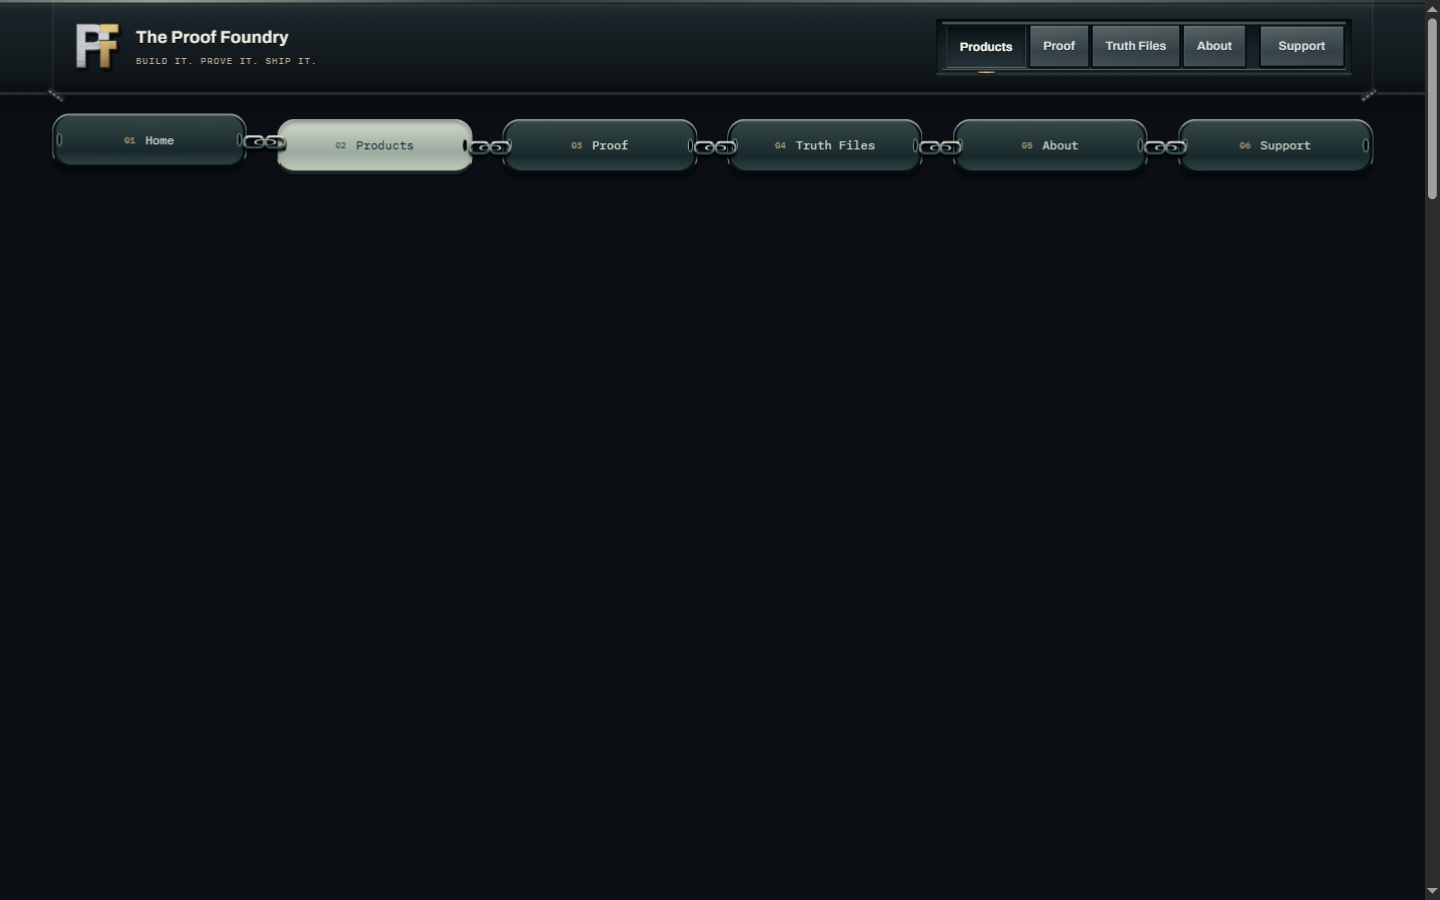 PF
The Proof Foundry
BUILD IT. PROVE IT. SHIP IT.
Products Proof Truth Files About Support
01 Home 02 Products 03 Proof 04 Truth Files 05 About 06 Support